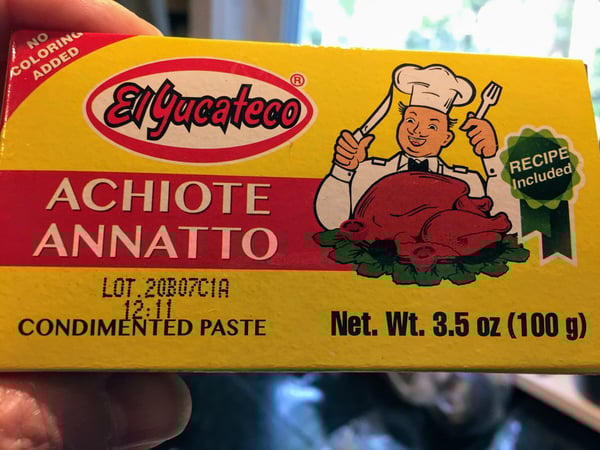 NO
COLORING
ADDED
El Yucateco®
RECIPE
Included
ACHIOTE
ANNATTO
LOT.20B07C1A
12:11
CONDIMENTED PASTE
Net. Wt. 3.5 oz (100 g)